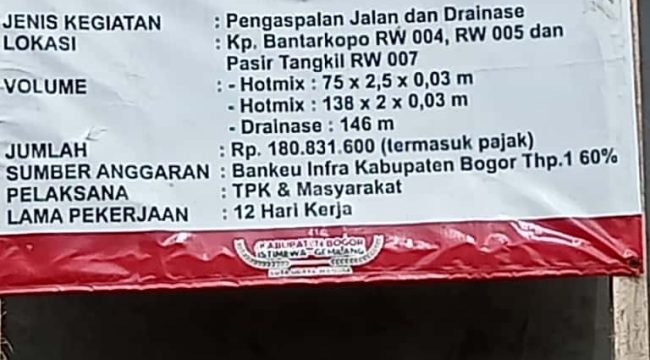 JENIS KEGIATAN : Pengaspalan Jalan dan Drainase
LOKASI : Kp. Bantarkopo RW 004, RW 005 dan
Pasir Tangkil RW 007
VOLUME : - Hotmix : 75 x 2,5 x 0,03 m
- Hotmix : 138 x 2 x 0,03 m
- Drainase : 146 m
JUMLAH : Rp. 180.831.600 (termasuk pajak)
SUMBER ANGGARAN : Bankeu Infra Kabupaten Bogor Thp.1 60%
PELAKSANA : TPK & Masyarakat
LAMA PEKERJAAN : 12 Hari Kerja
KABUPATEN BOGOR
ISTIMEWA GEMILANG